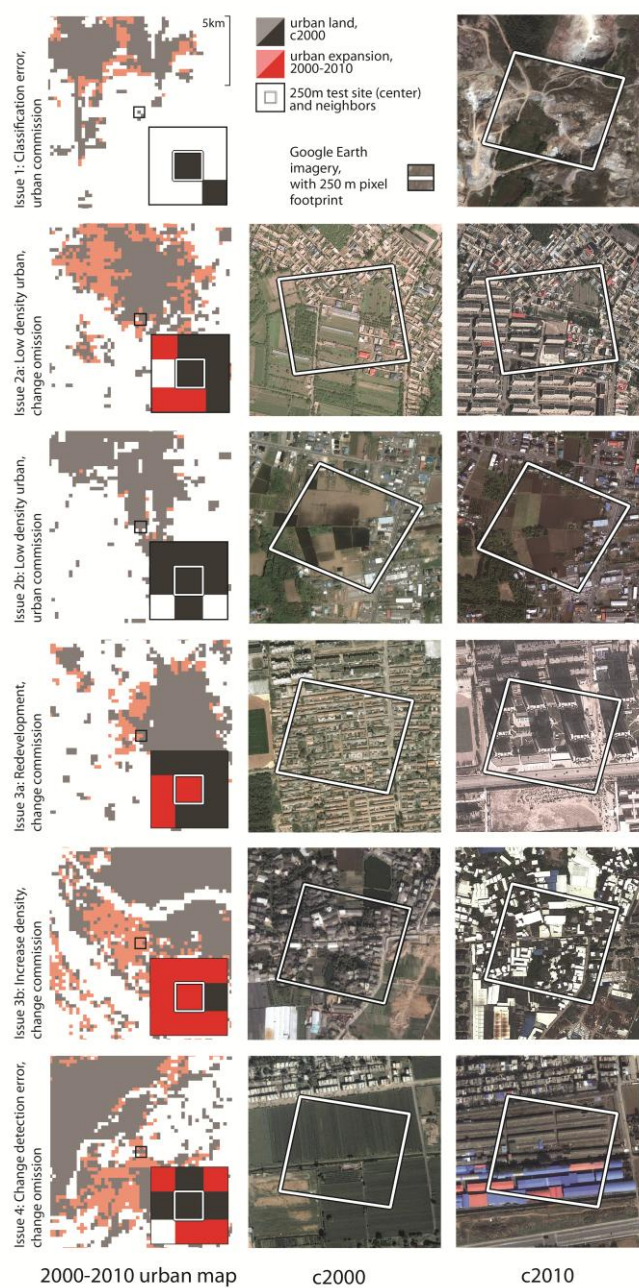 Issue 1: Classification error,
urban commission
5km
urban land,
c2000
urban expansion,
2000-2010
250m test site (center)
and neighbors
Google Earth
imagery,
with 250 m pixel
footprint
Issue 2a: Low density urban,
change omission
Issue 2b: Low density urban,
urban commission
Issue 3a: Redevelopment,
change commission
Issue 3b: Increase density,
change commission
Issue 4: Change detection error,
change omission
2000-2010 urban map
c2000
c2010